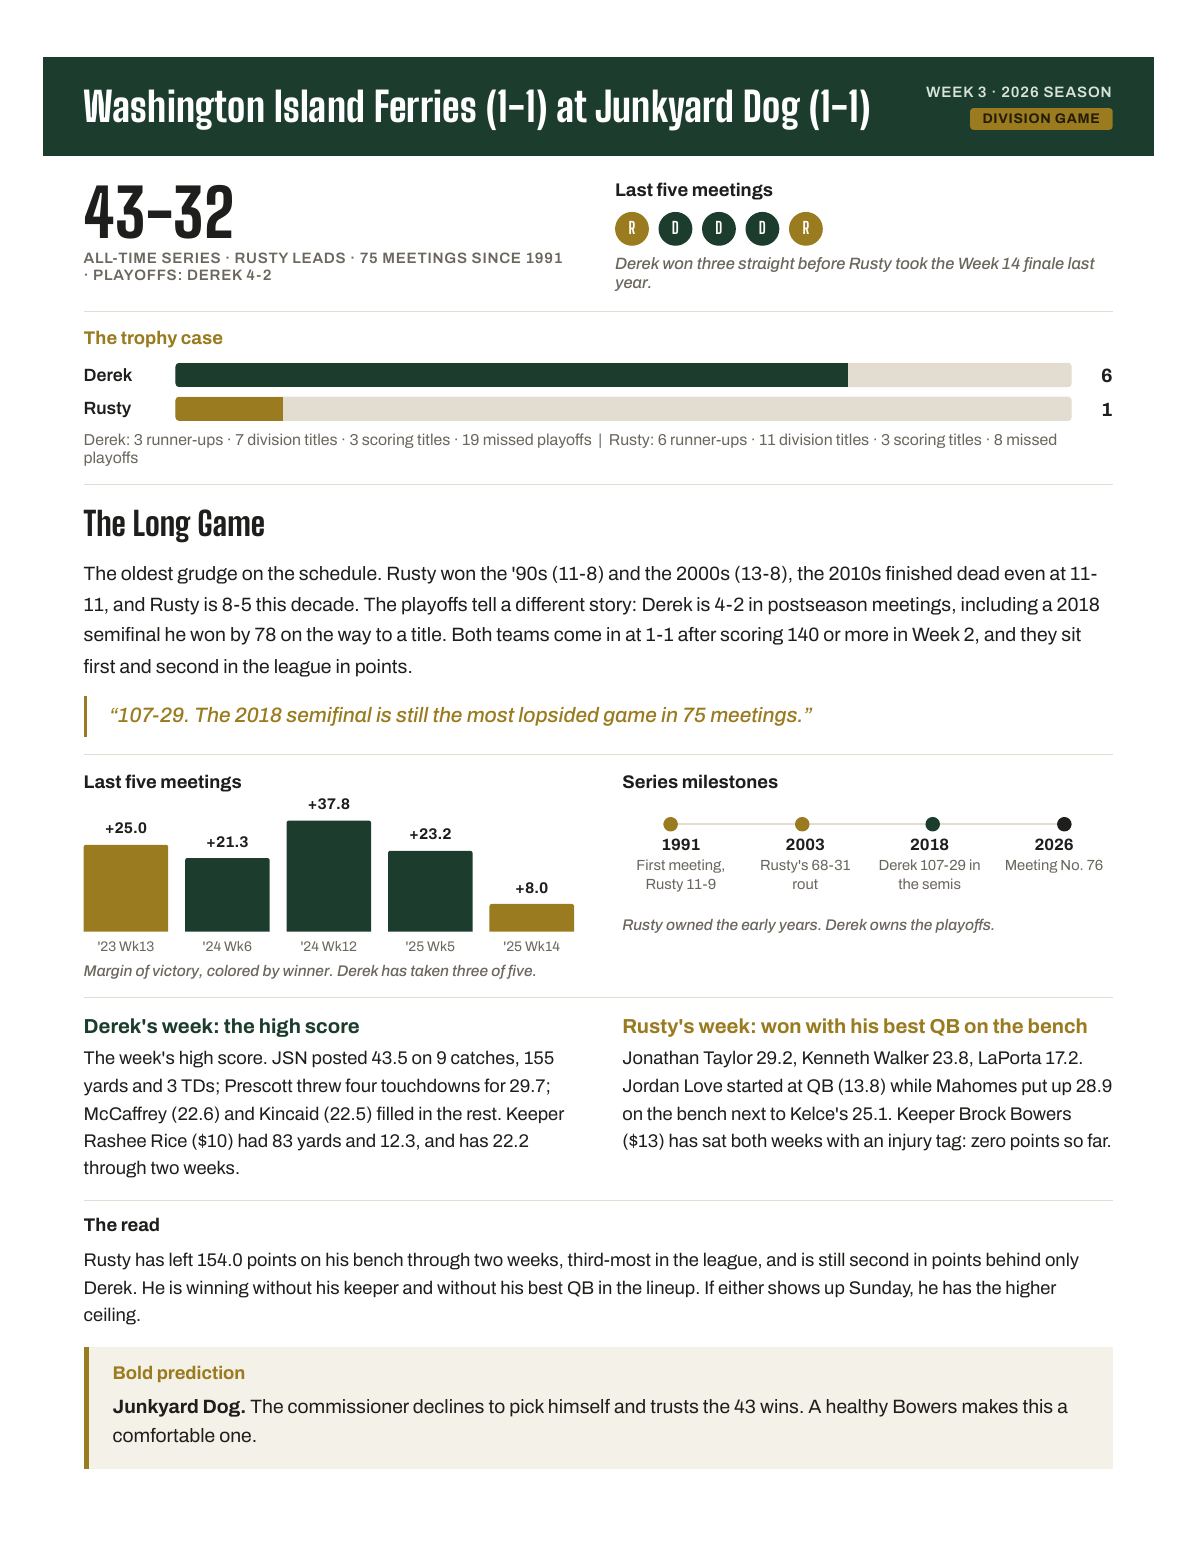 Washington Island Ferries (1-1) at Junkyard Dog (1-1)
WEEK 3 · 2026 SEASON
DIVISION GAME
43-32
ALL-TIME SERIES · RUSTY LEADS · 75 MEETINGS SINCE 1991
· PLAYOFFS: DEREK 4-2
Last five meetings
R D D D R
Derek won three straight before Rusty took the Week 14 finale last
year.
The trophy case
Derek 6
Rusty 1
Derek: 3 runner-ups · 7 division titles · 3 scoring titles · 19 missed playoffs | Rusty: 6 runner-ups · 11 division titles · 3 scoring titles · 8 missed
playoffs
The Long Game
The oldest grudge on the schedule. Rusty won the '90s (11-8) and the 2000s (13-8), the 2010s finished dead even at 11-
11, and Rusty is 8-5 this decade. The playoffs tell a different story: Derek is 4-2 in postseason meetings, including a 2018
semifinal he won by 78 on the way to a title. Both teams come in at 1-1 after scoring 140 or more in Week 2, and they sit
first and second in the league in points.
“107-29. The 2018 semifinal is still the most lopsided game in 75 meetings.”
Last five meetings
+25.0 +21.3 +37.8 +23.2 +8.0
'23 Wk13 '24 Wk6 '24 Wk12 '25 Wk5 '25 Wk14
Margin of victory, colored by winner. Derek has taken three of five.
Series milestones
1991 2003 2018 2026
First meeting, Rusty's 68-31 Derek 107-29 in Meeting No. 76
Rusty 11-9 rout the semis
Rusty owned the early years. Derek owns the playoffs.
Derek's week: the high score
The week's high score. JSN posted 43.5 on 9 catches, 155
yards and 3 TDs; Prescott threw four touchdowns for 29.7;
McCaffrey (22.6) and Kincaid (22.5) filled in the rest. Keeper
Rashee Rice ($10) had 83 yards and 12.3, and has 22.2
through two weeks.
Rusty's week: won with his best QB on the bench
Jonathan Taylor 29.2, Kenneth Walker 23.8, LaPorta 17.2.
Jordan Love started at QB (13.8) while Mahomes put up 28.9
on the bench next to Kelce's 25.1. Keeper Brock Bowers
($13) has sat both weeks with an injury tag: zero points so far.
The read
Rusty has left 154.0 points on his bench through two weeks, third-most in the league, and is still second in points behind only
Derek. He is winning without his keeper and without his best QB in the lineup. If either shows up Sunday, he has the higher
ceiling.
Bold prediction
Junkyard Dog. The commissioner declines to pick himself and trusts the 43 wins. A healthy Bowers makes this a
comfortable one.